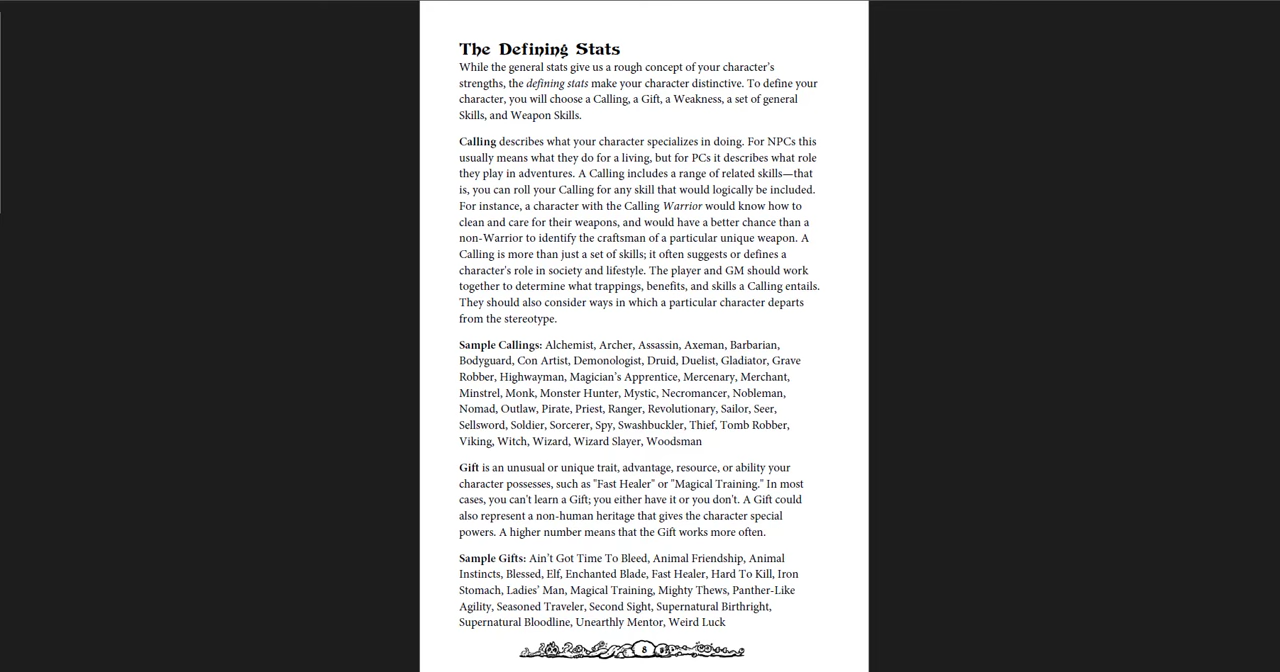 The Defining Stats
While the general stats give us a rough concept of your character's
strengths, the defining stats make your character distinctive. To define your
character, you will choose a Calling, a Gift, a Weakness, a set of general
Skills, and Weapon Skills.
Calling describes what your character specializes in doing. For NPCs this
usually means what they do for a living, but for PCs it describes what role
they play in adventures. A Calling includes a range of related skills—that
is, you can roll your Calling for any skill that would logically be included.
For instance, a character with the Calling Warrior would know how to
clean and care for their weapons, and would have a better chance than a
non-Warrior to identify the craftsman of a particular unique weapon. A
Calling is more than just a set of skills; it often suggests or defines a
character's role in society and lifestyle. The player and GM should work
together to determine what trappings, benefits, and skills a Calling entails.
They should also consider ways in which a particular character departs
from the stereotype.
Sample Callings: Alchemist, Archer, Assassin, Axeman, Barbarian,
Bodyguard, Con Artist, Demonologist, Druid, Duelist, Gladiator, Grave
Robber, Highwayman, Magician's Apprentice, Mercenary, Merchant,
Minstrel, Monk, Monster Hunter, Mystic, Necromancer, Nobleman,
Nomad, Outlaw, Pirate, Priest, Ranger, Revolutionary, Sailor, Seer,
Sellsword, Soldier, Sorcerer, Spy, Swashbuckler, Thief, Tomb Robber,
Viking, Witch, Wizard, Wizard Slayer, Woodsman
Gift is an unusual or unique trait, advantage, resource, or ability your
character possesses, such as "Fast Healer" or "Magical Training." In most
cases, you can't learn a Gift; you either have it or you don't. A Gift could
also represent a non-human heritage that gives the character special
powers. A higher number means that the Gift works more often.
Sample Gifts: Ain't Got Time To Bleed, Animal Friendship, Animal
Instincts, Blessed, Elf, Enchanted Blade, Fast Healer, Hard To Kill, Iron
Stomach, Ladies' Man, Magical Training, Mighty Thews, Panther-Like
Agility, Seasoned Traveler, Second Sight, Supernatural Birthright,
Supernatural Bloodline, Unearthly Mentor, Weird Luck
8